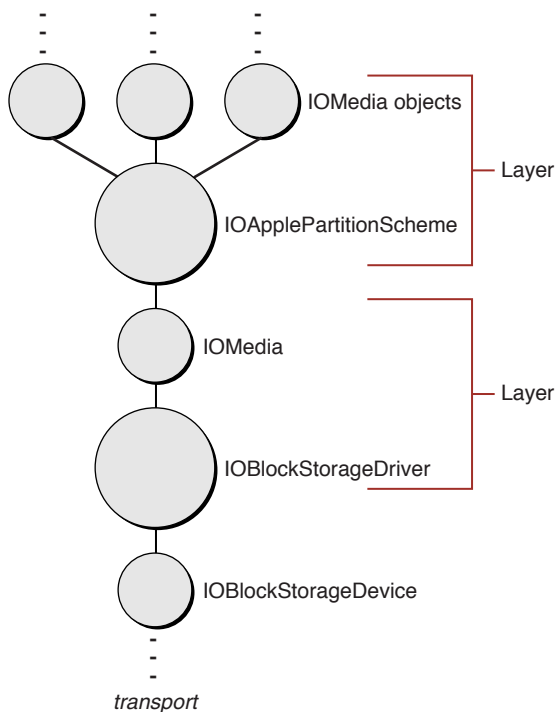 IOMedia objects
Layer
IOApplePartitionScheme
IOMedia
Layer
IOBlockStorageDriver
IOBlockStorageDevice
transport